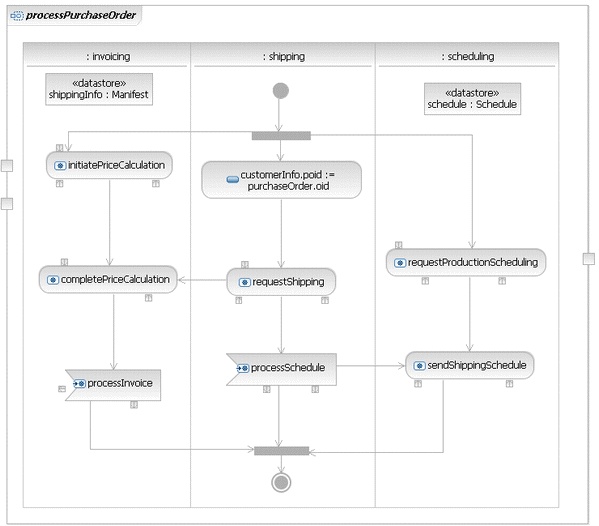 processPurchaseOrder
: invoicing
: shipping
: scheduling
«datastore»
shippingInfo : Manifest
«datastore»
schedule : Schedule
initiatePriceCalculation
customerInfo.poid :=
purchaseOrder.oid
completePriceCalculation
requestShipping
requestProductionScheduling
processInvoice
processSchedule
sendShippingSchedule